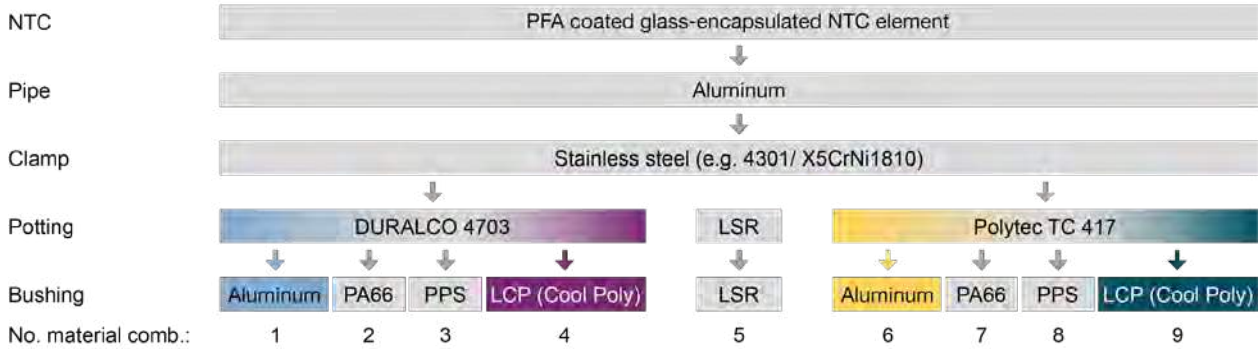 NTC PFA coated glass-encapsulated NTC element
Pipe Aluminum
Clamp Stainless steel (e.g. 4301/ X5CrNi1810)
Potting DURALCO 4703 LSR Polytec TC 417
Bushing Aluminum PA66 PPS LCP (Cool Poly) LSR Aluminum PA66 PPS LCP (Cool Poly)
No. material comb.: 1 2 3 4 5 6 7 8 9